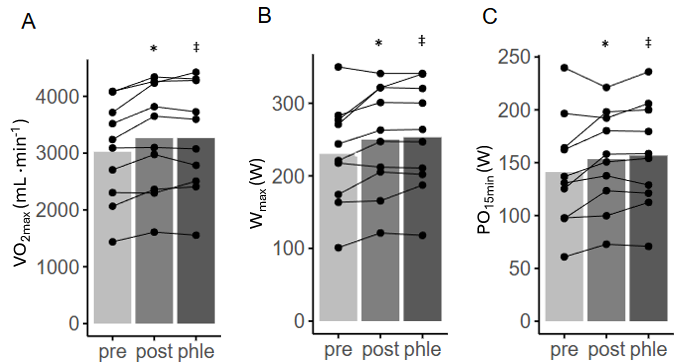 A
VO2max (mL·min-1)
* ‡
4000
3000
2000
1000
0
pre post phle
B
Wmax (W)
* ‡
300
200
100
0
pre post phle
C
PO15min (W)
* ‡
250
200
150
100
50
0
pre post phle